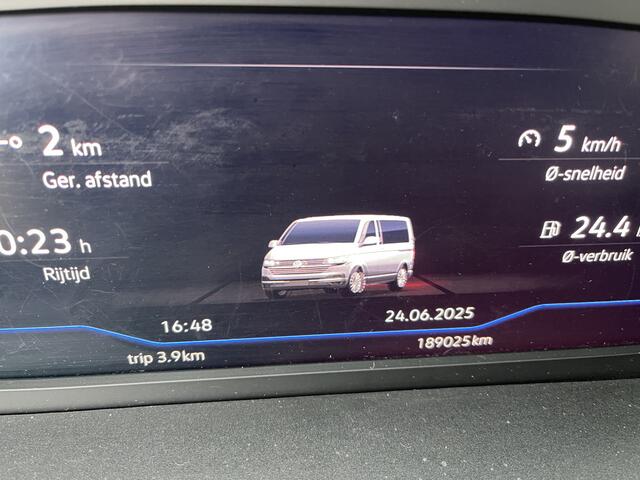 2 km
Ger. afstand
0:23 h
Rijtijd
5 km/h
Ø-snelheid
24.4
Ø-verbruik
16:48
24.06.2025
trip 3.9km
189025km